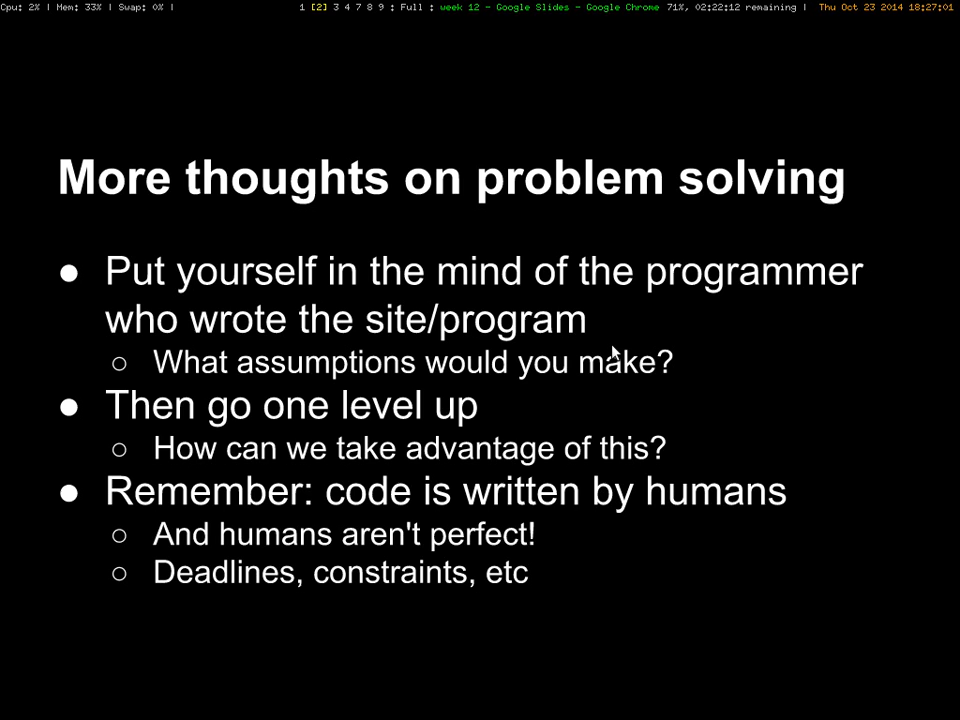 Cpu: 2% | Mem: 33% | Swap: 0% | 1 [2] 3 4 7 8 9 : Full : week 12 - Google Slides - Google Chrome 71%, 02:22:12 remaining | Thu Oct 23 2014 18:27:01
More thoughts on problem solving
● Put yourself in the mind of the programmer
who wrote the site/program
○ What assumptions would you make?
● Then go one level up
○ How can we take advantage of this?
● Remember: code is written by humans
○ And humans aren't perfect!
○ Deadlines, constraints, etc